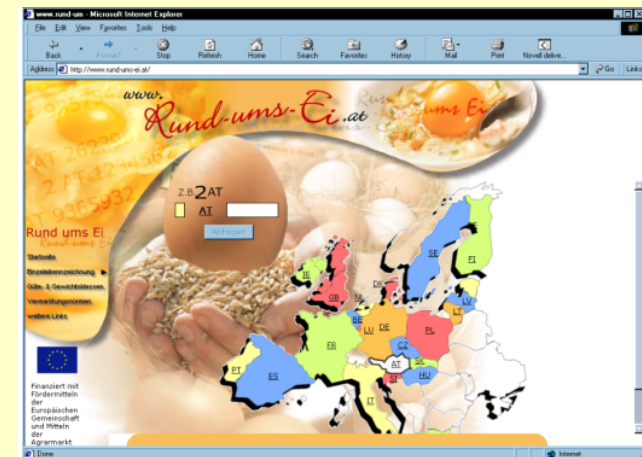 www.rund-um - Microsoft Internet Explorer
File Edit View Favorites Tools Help
Back Forward Stop Refresh Home Search Favorites History Mail Print Novell delive...
Address http://www.rund-ums-ei.at/ Go Links
www.
Rund-ums-Ei.at
Z.B. 2AT
AT
Abfragen
Rund ums Ei
Startseite
Einzeleikennzeichnung
Güte- & Gewichtsklassen
Vermarktungsnormen
weitere Links
Finanziert mit
Fördermitteln
der
Europäischen
Gemeinschaft
und Mitteln
der
Agrarmarkt
SE
FI
IE
GB
DK
LV
LT
NL
BE
LU
DE
PL
CZ
FR
AT
SK
HU
SI
PT
ES
IT
Done
Internet